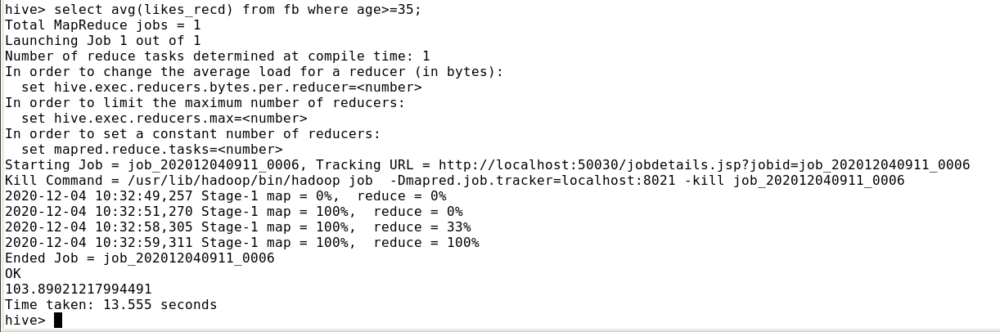 hive> select avg(likes_recd) from fb where age>=35;
Total MapReduce jobs = 1
Launching Job 1 out of 1
Number of reduce tasks determined at compile time: 1
In order to change the average load for a reducer (in bytes):
  set hive.exec.reducers.bytes.per.reducer=<number>
In order to limit the maximum number of reducers:
  set hive.exec.reducers.max=<number>
In order to set a constant number of reducers:
  set mapred.reduce.tasks=<number>
Starting Job = job_202012040911_0006, Tracking URL = http://localhost:50030/jobdetails.jsp?jobid=job_202012040911_0006
Kill Command = /usr/lib/hadoop/bin/hadoop job  -Dmapred.job.tracker=localhost:8021 -kill job_202012040911_0006
2020-12-04 10:32:49,257 Stage-1 map = 0%,  reduce = 0%
2020-12-04 10:32:51,270 Stage-1 map = 100%,  reduce = 0%
2020-12-04 10:32:58,305 Stage-1 map = 100%,  reduce = 33%
2020-12-04 10:32:59,311 Stage-1 map = 100%,  reduce = 100%
Ended Job = job_202012040911_0006
OK
103.89021217994491
Time taken: 13.555 seconds
hive>